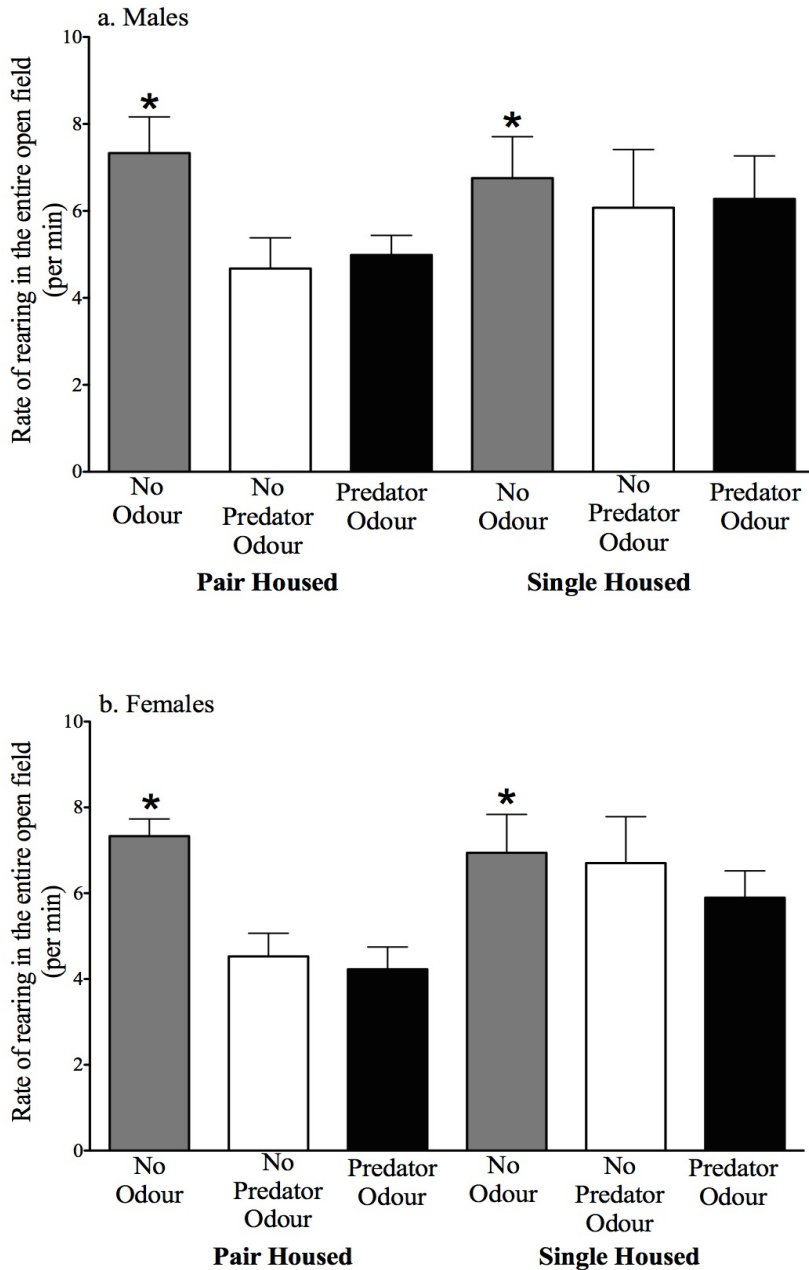 a. Males
Rate of rearing in the entire open field
(per min)
10
8
6
4
2
0
*
*
No
Odour
No
Predator
Odour
Predator
Odour
No
Odour
No
Predator
Odour
Predator
Odour
Pair Housed
Single Housed
b. Females
Rate of rearing in the entire open field
(per min)
10
8
6
4
2
0
*
*
No
Odour
No
Predator
Odour
Predator
Odour
No
Odour
No
Predator
Odour
Predator
Odour
Pair Housed
Single Housed